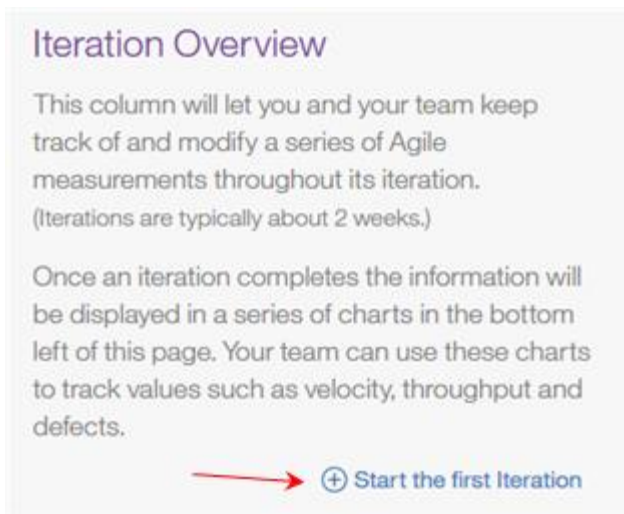 Iteration Overview
This column will let you and your team keep
track of and modify a series of Agile
measurements throughout its iteration.
(Iterations are typically about 2 weeks.)
Once an iteration completes the information will
be displayed in a series of charts in the bottom
left of this page. Your team can use these charts
to track values such as velocity, throughput and
defects.
Start the first Iteration